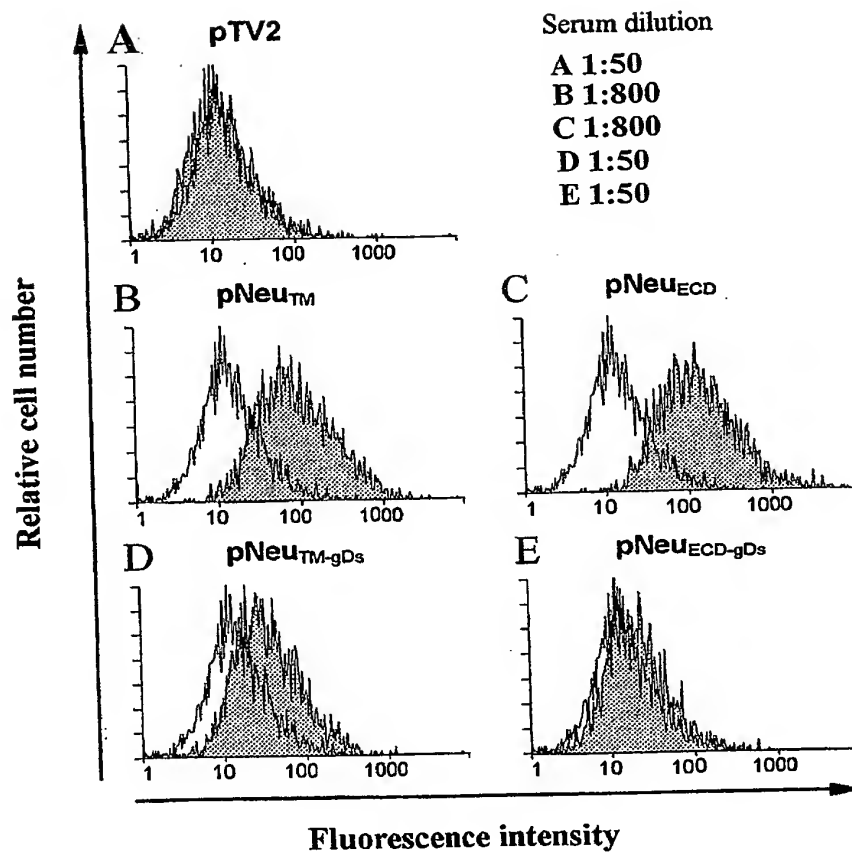 A
pTV2
Serum dilution
A 1:50
B 1:800
C 1:800
D 1:50
E 1:50
1 10 100 1000
Relative cell number
B
pNeuTM
1 10 100 1000
C
pNeuECD
1 10 100 1000
D
pNeuTM-gDs
1 10 100 1000
E
pNeuECD-gDs
1 10 100 1000
Fluorescence intensity